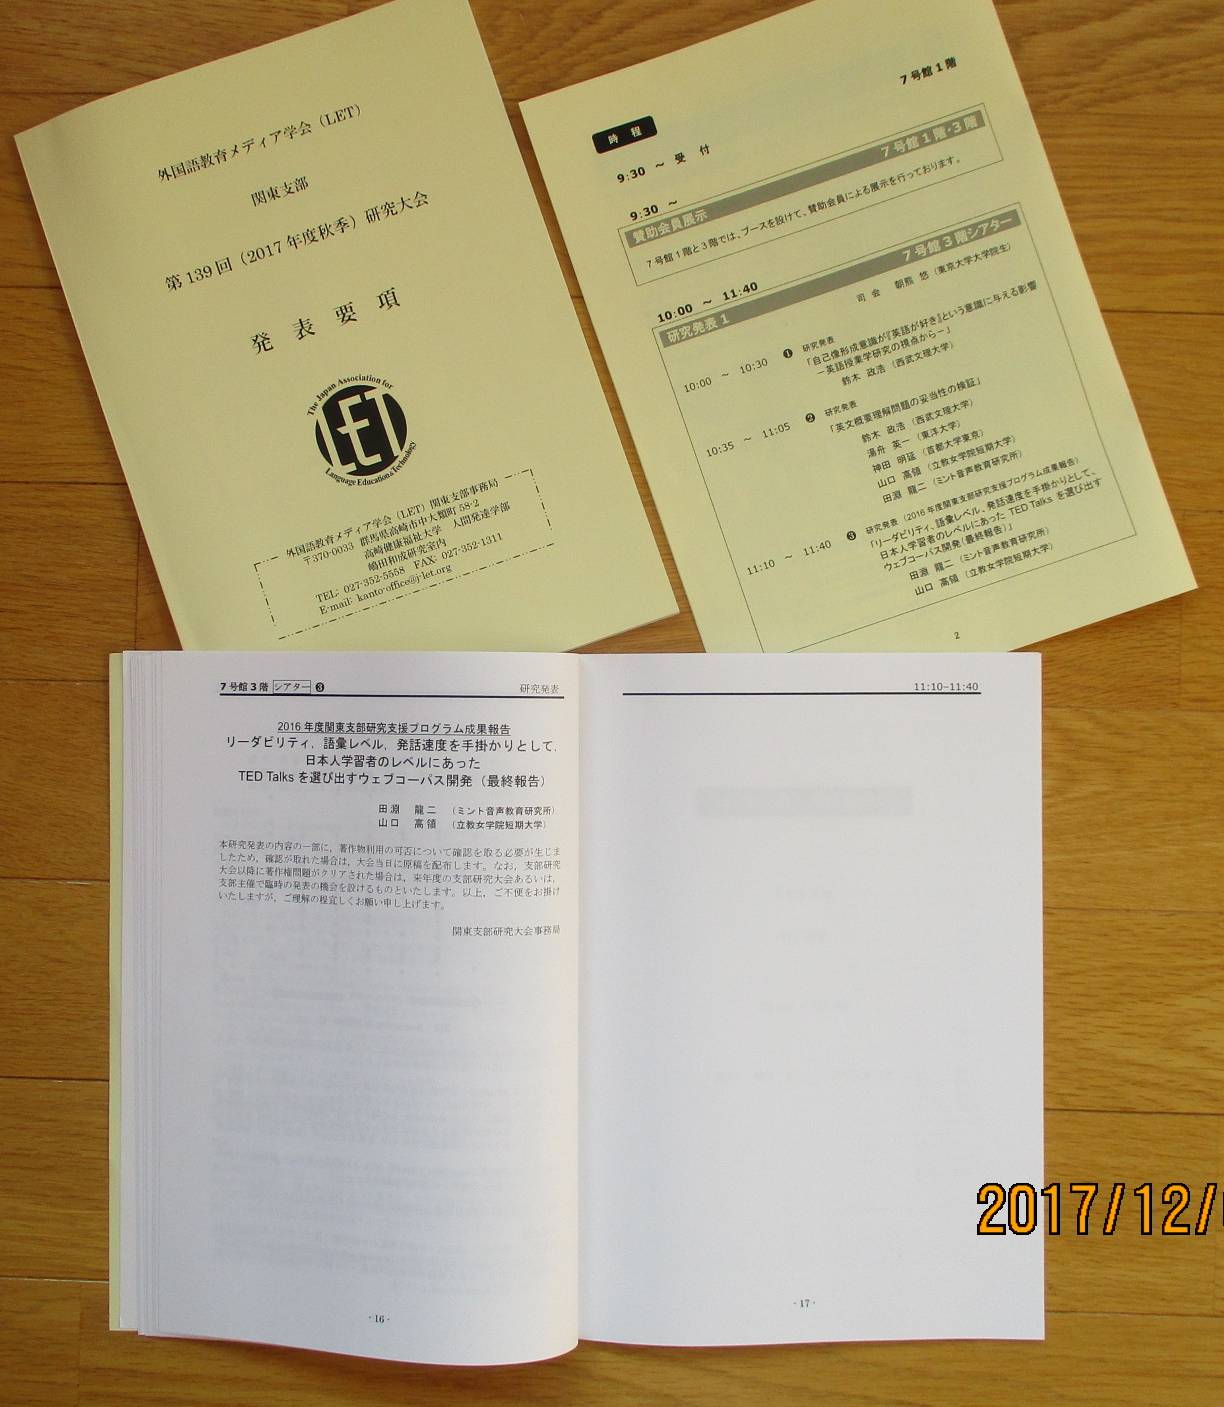 外国語教育メディア学会（LET）
関東支部
第 139 回（2017 年度秋季）研究大会
発 表 要 項
The Japan Association for
LET
Language Education & Technology
外国語教育メディア学会（LET）関東支部事務局
〒370-0033 群馬県高崎市中大類町 58-2
高崎健康福祉大学 人間発達学部
嶋田和成研究室内
TEL: 027-352-5558 FAX: 027-352-1311
E-mail: kanto-office@j-let.org
7 号館 1 階
時 程
9:30 ～ 受 付
9:30 ～
7 号館 1 階・3 階
賛助会員展示
7 号館 1 階と 3 階では、ブースを設けて、賛助会員による展示を行っております。
10:00 ～ 11:40
7 号館 3 階シアター
研究発表 1
司 会 朝熊 悠（東京大学大学院生）
10:00 ～ 10:30 ❶ 研究発表
「自己像形成意識が『英語が好き』という意識に与える影響
－英語授業学研究の視点から－」
鈴木 政浩（西武文理大学）
10:35 ～ 11:05 ❷ 研究発表
「英文概要理解問題の妥当性の検証」
鈴木 政浩（西武文理大学）
湯舟 英一（東洋大学）
神田 明延（首都大学東京）
山口 高領（立教女学院短期大学）
田淵 龍二（ミント音声教育研究所）
11:10 ～ 11:40 ❸ 研究発表（2016 年度関東支部研究支援プログラム成果報告）
「リーダビリティ、語彙レベル、発話速度を手掛かりとして、
日本人学習者のレベルにあった TED Talks を選び出す
ウェブコーパス開発（最終報告）」
田淵 龍二（ミント音声教育研究所）
山口 高領（立教女学院短期大学）
2
7 号館 3 階 シアター ❸ 研究発表
2016 年度関東支部研究支援プログラム成果報告
リーダビリティ，語彙レベル，発話速度を手掛かりとして，
日本人学習者のレベルにあった
TED Talks を選び出すウェブコーパス開発（最終報告）
田淵 龍二 （ミント音声教育研究所）
山口 高領 （立教女学院短期大学）
本研究発表の内容の一部に，著作物利用の可否について確認を取る必要が生じま
したため，確認が取れた場合は，大会当日に原稿を配布します。なお，支部研究
大会以降に著作権問題がクリアされた場合は，来年度の支部研究大会あるいは，
支部主催で臨時の発表の機会を設けるものといたします。以上，ご不便をお掛け
いたしますが，ご理解の程宜しくお願い申し上げます。
関東支部研究大会事務局
- 16 -
11:10–11:40
- 17 -
2017/12/